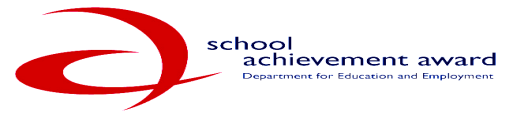 school
achievement award
Department for Education and Employment